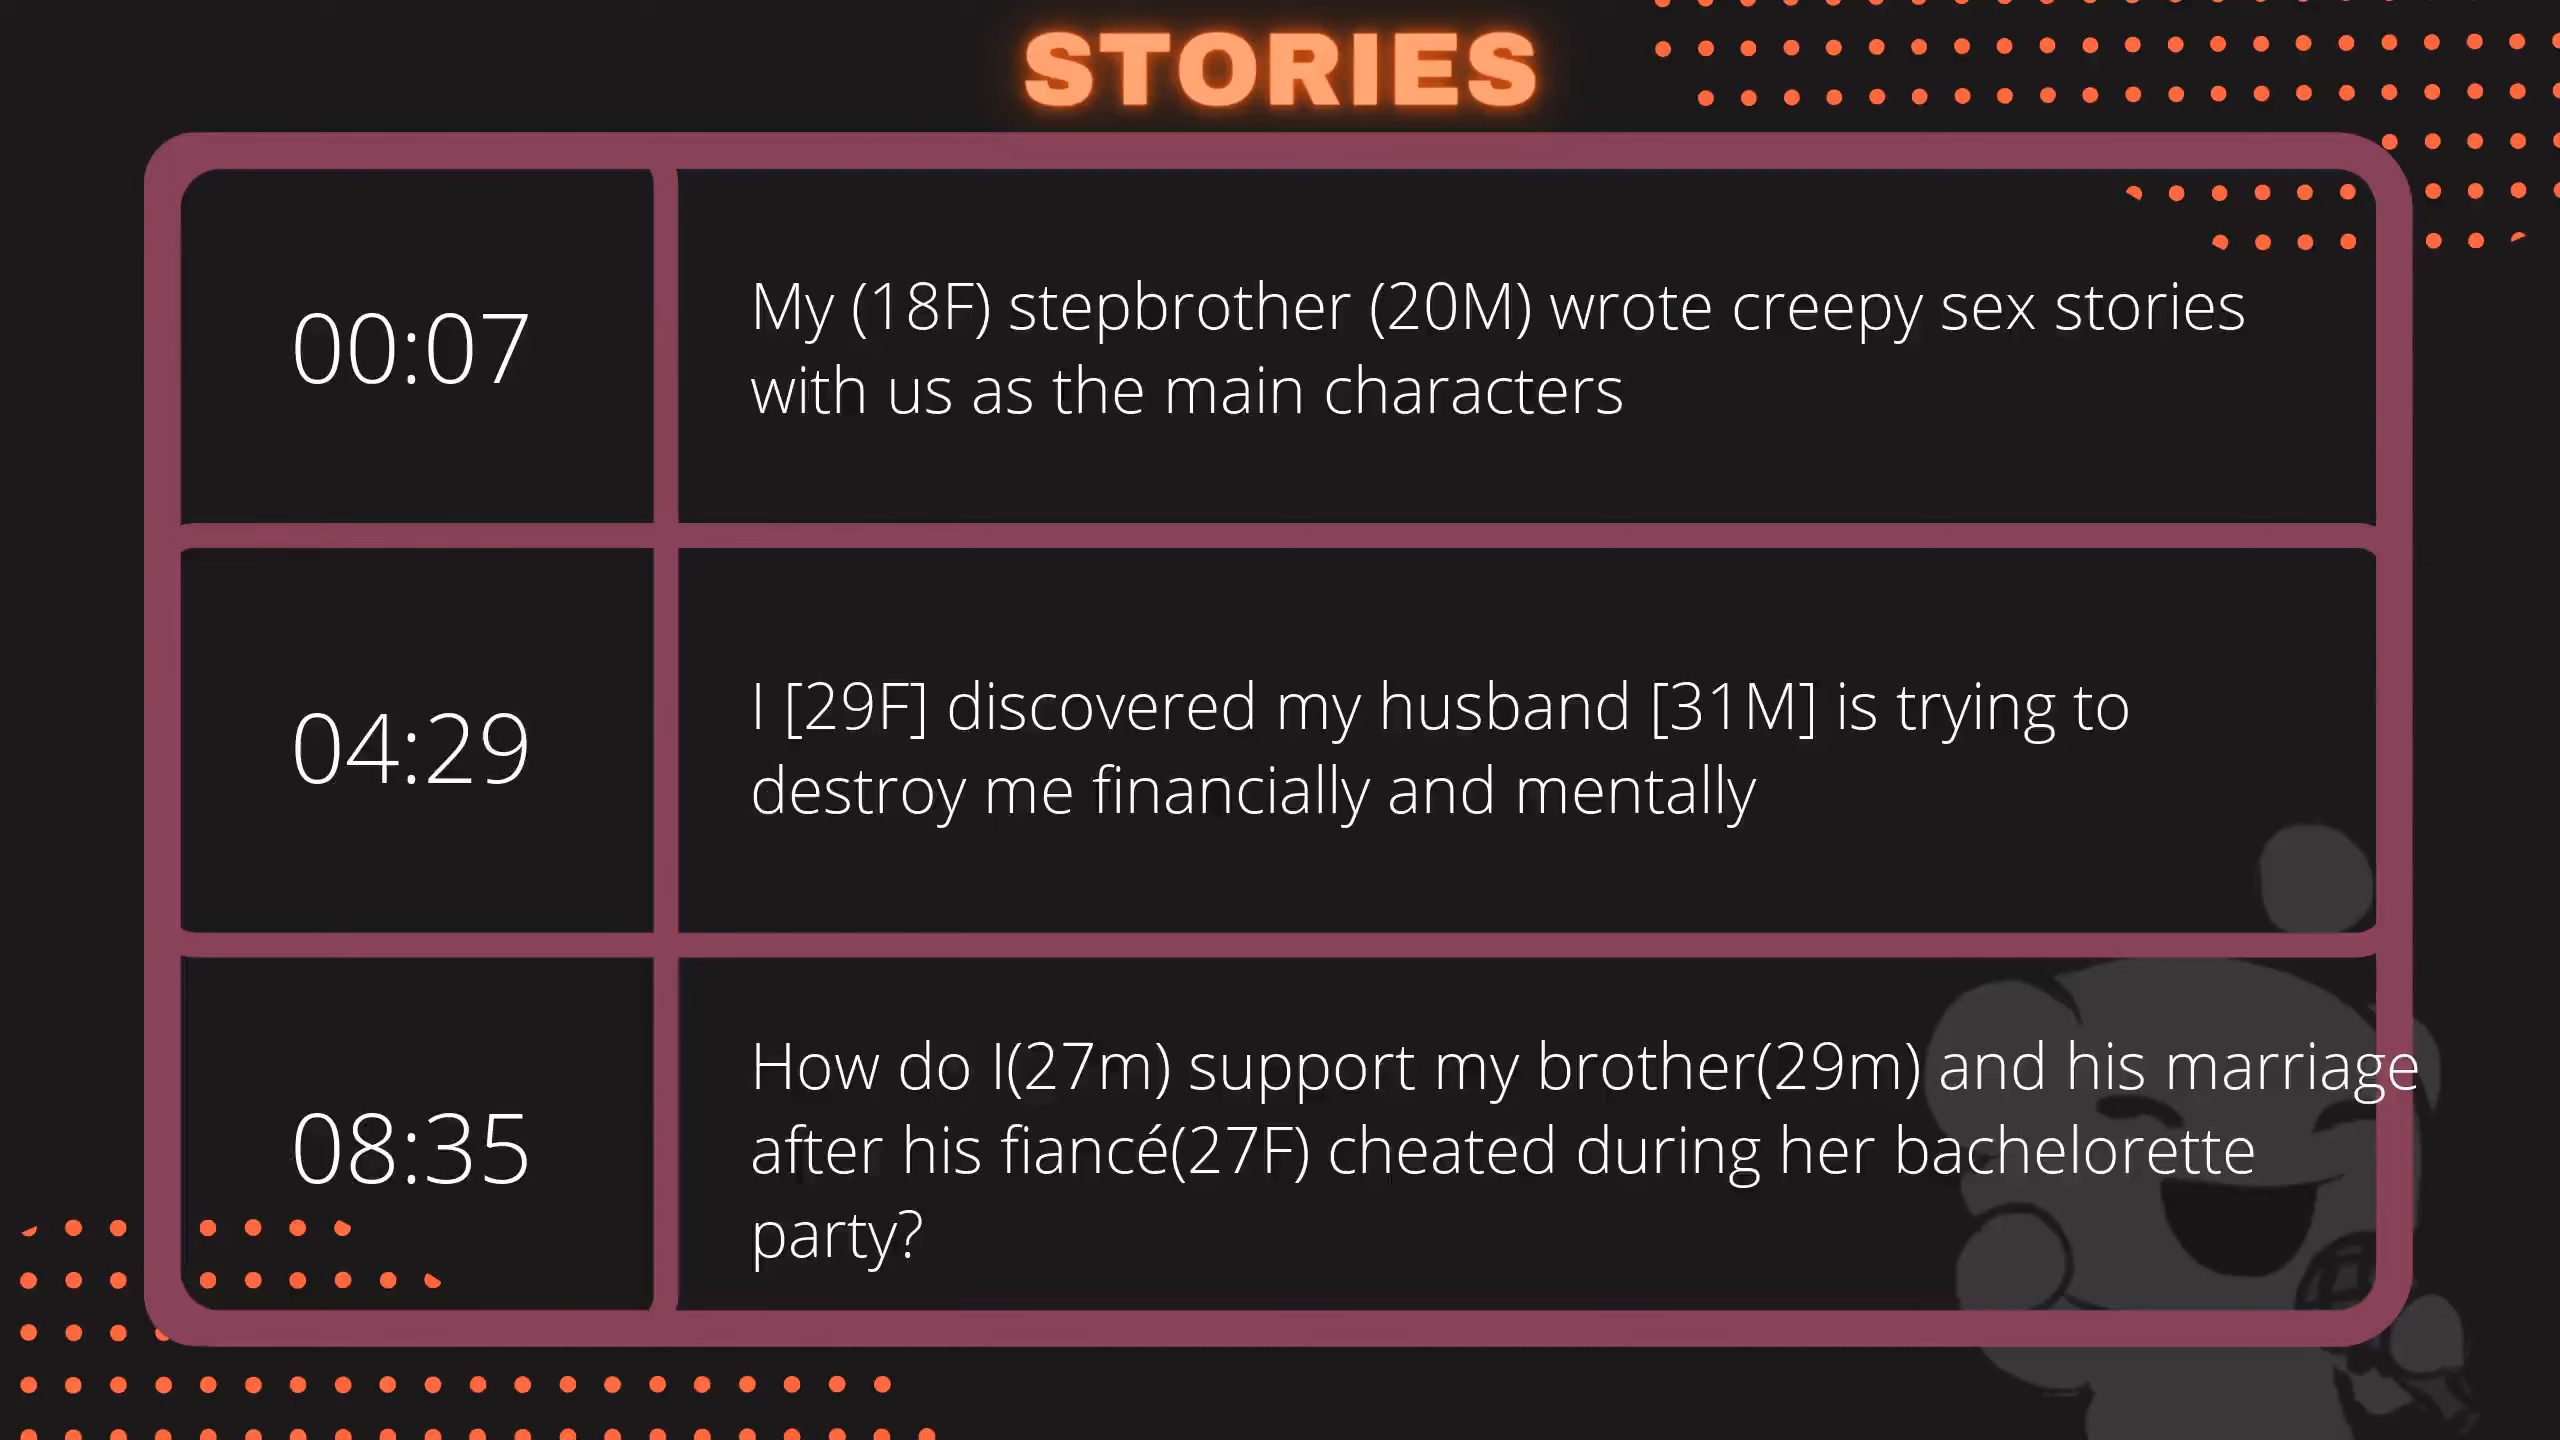 STORIES
00:07
My (18F) stepbrother (20M) wrote creepy sex stories
with us as the main characters
04:29
I [29F] discovered my husband [31M] is trying to
destroy me financially and mentally
08:35
How do I(27m) support my brother(29m) and his marriage
after his fiancé(27F) cheated during her bachelorette
party?